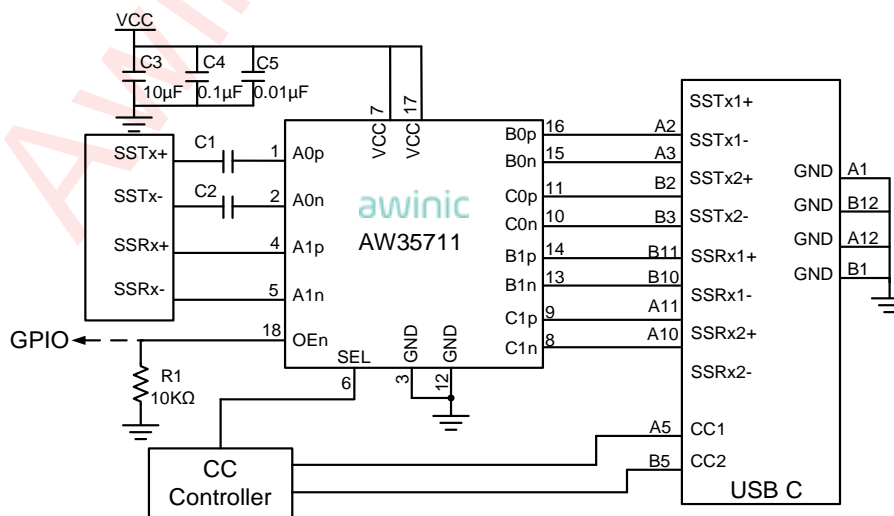 VCC
C3
10µF
C4
0.1µF
C5
0.01µF
SSTx+
SSTx-
SSRx+
SSRx-
C1
C2
1
2
4
5
18
7
17
VCC
VCC
A0p
A0n
A1p
A1n
OEn
awinic
AW35711
SEL
GND
GND
6
3
12
B0p
B0n
C0p
C0n
B1p
B1n
C1p
C1n
16
15
11
10
14
13
9
8
A2
A3
B2
B3
B11
B10
A11
A10
SSTx1+
SSTx1-
SSTx2+
SSTx2-
SSRx1+
SSRx1-
SSRx2+
SSRx2-
GND A1
GND B12
GND A12
GND B1
GPIO
R1
10KΩ
CC
Controller
A5 CC1
B5 CC2
USB C